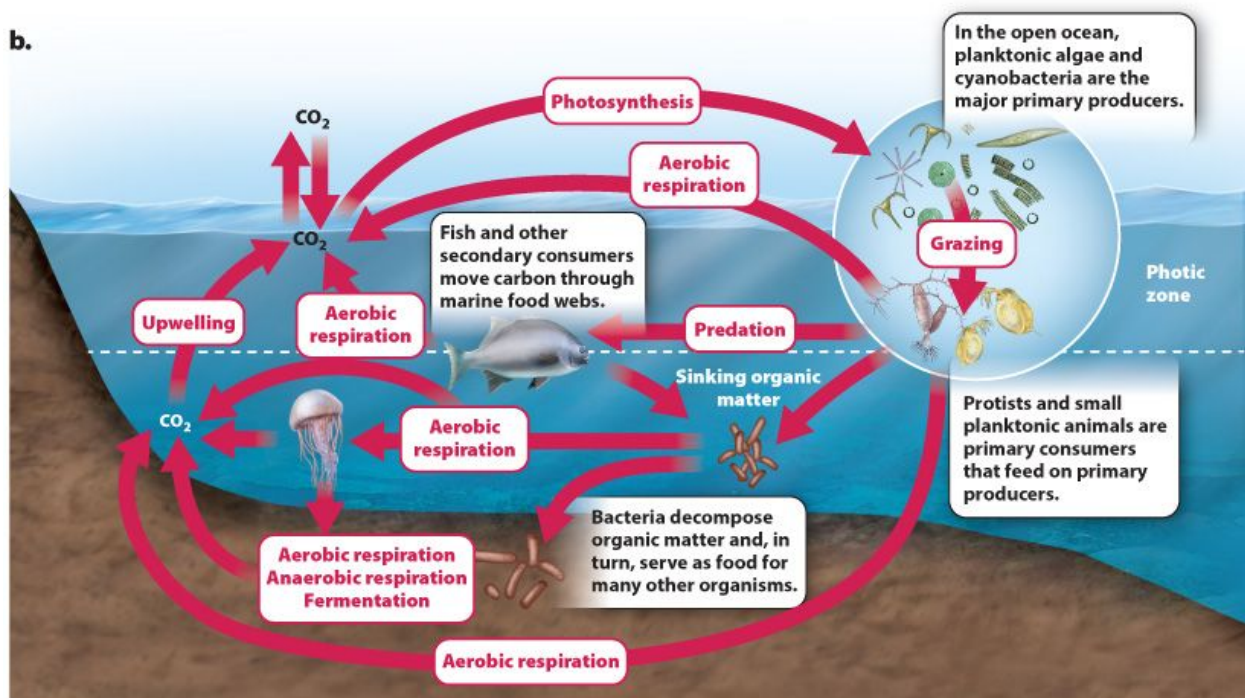 b.
In the open ocean,
planktonic algae and
cyanobacteria are the
major primary producers.
Photosynthesis
CO2
Aerobic
respiration
CO2
Fish and other
secondary consumers
move carbon through
marine food webs.
Grazing
Photic
zone
Upwelling
Aerobic
respiration
Predation
Sinking organic
matter
CO2
Aerobic
respiration
Protists and small
planktonic animals are
primary consumers
that feed on primary
producers.
Bacteria decompose
organic matter and, in
turn, serve as food for
many other organisms.
Aerobic respiration
Anaerobic respiration
Fermentation
Aerobic respiration